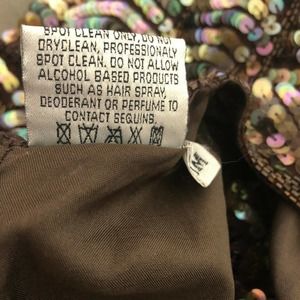 SPOT CLEAN ONLY, DO NOT
DRYCLEAN, PROFESSIONALY
SPOT CLEAN. DO NOT ALLOW
ALCOHOL BASED PRODUCTS
SUCH AS HAIR SPRAY,
DEODERANT OR PERFUME TO
CONTACT SEQUINS.
M